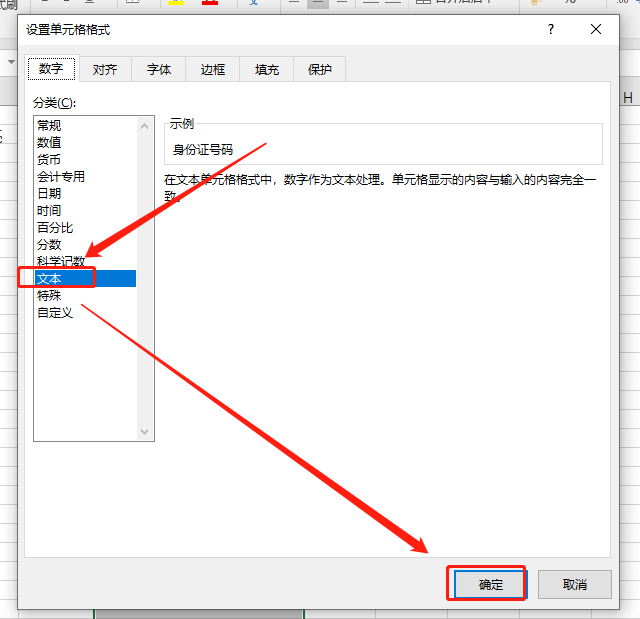 设置单元格格式
?
数字 对齐 字体 边框 填充 保护
分类(C):
常规
数值
货币
会计专用
日期
时间
百分比
分数
科学记数
文本
特殊
自定义
示例
身份证号码
在文本单元格格式中，数字作为文本处理。单元格显示的内容与输入的内容完全一
致。
H
确定 取消